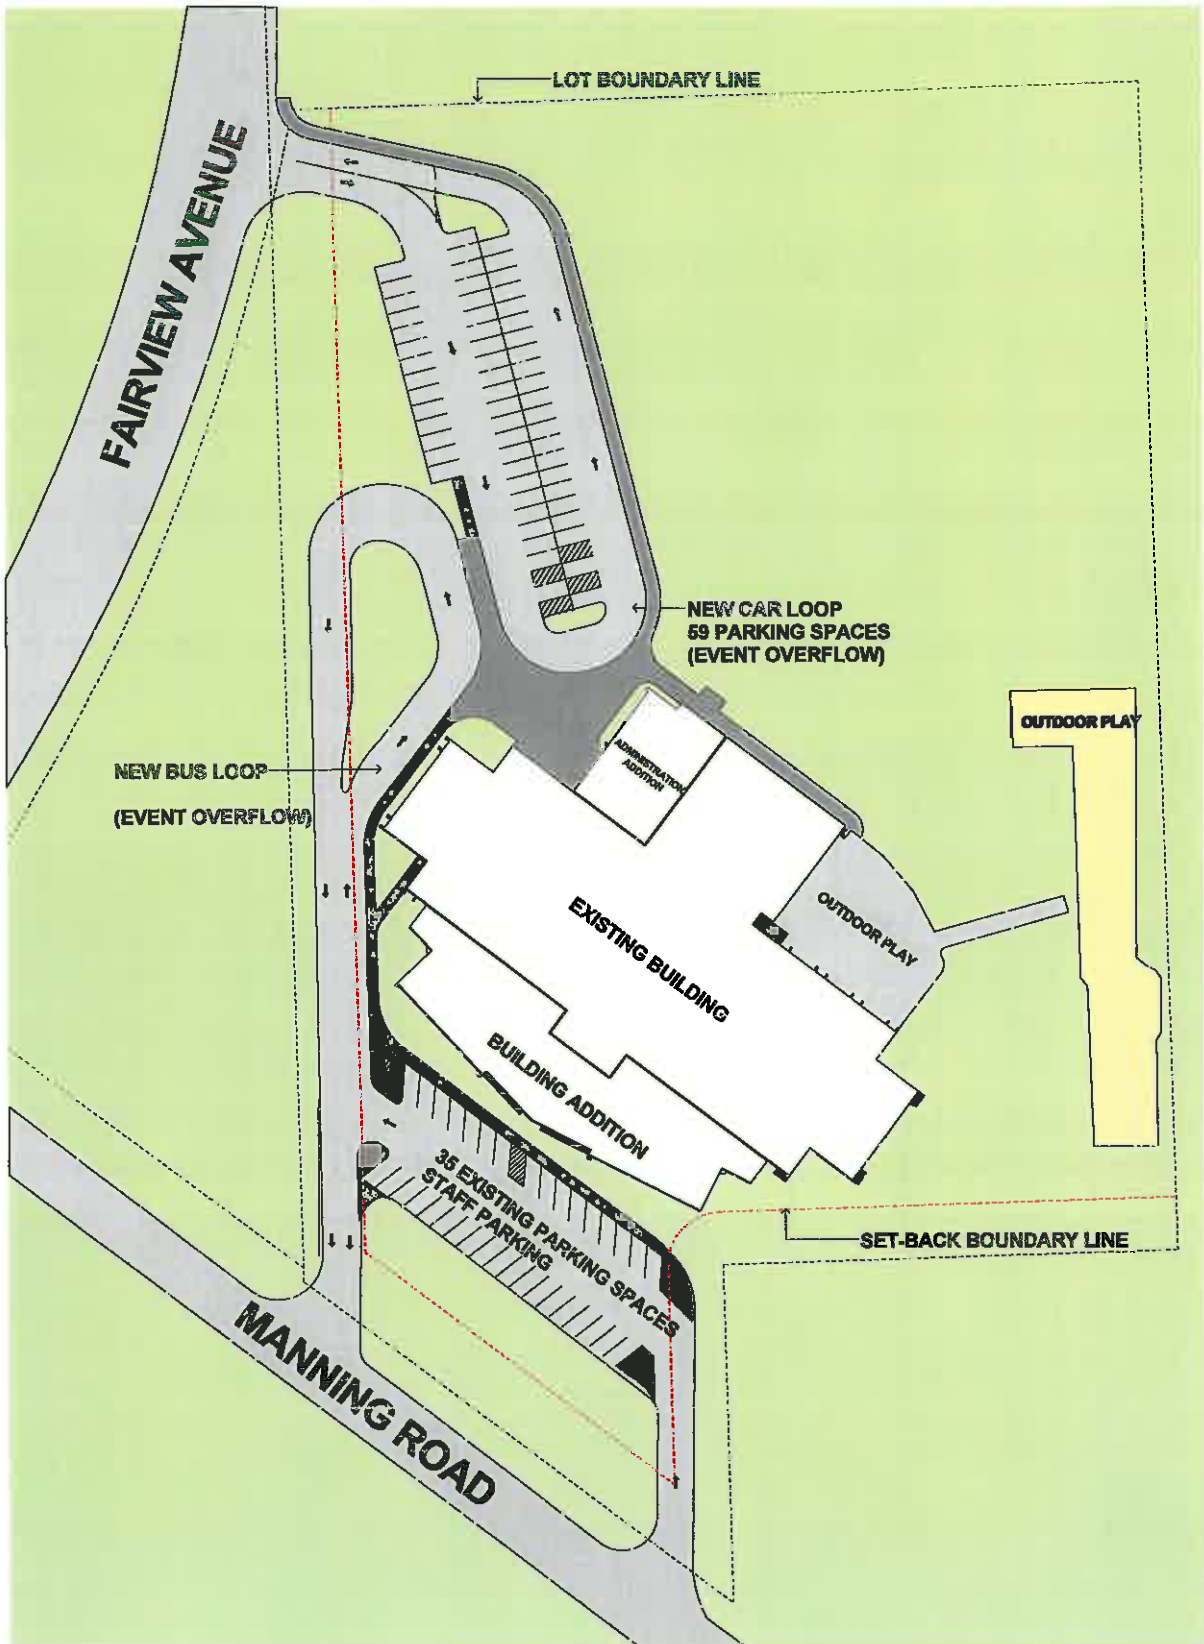 LOT BOUNDARY LINE
FAIRVIEW AVENUE
NEW CAR LOOP
59 PARKING SPACES
(EVENT OVERFLOW)
OUTDOOR PLAY
ADMINISTRATION
ADDITION
NEW BUS LOOP
(EVENT OVERFLOW)
OUTDOOR PLAY
EXISTING BUILDING
BUILDING ADDITION
35 EXISTING PARKING SPACES
STAFF PARKING
SET-BACK BOUNDARY LINE
MANNING ROAD